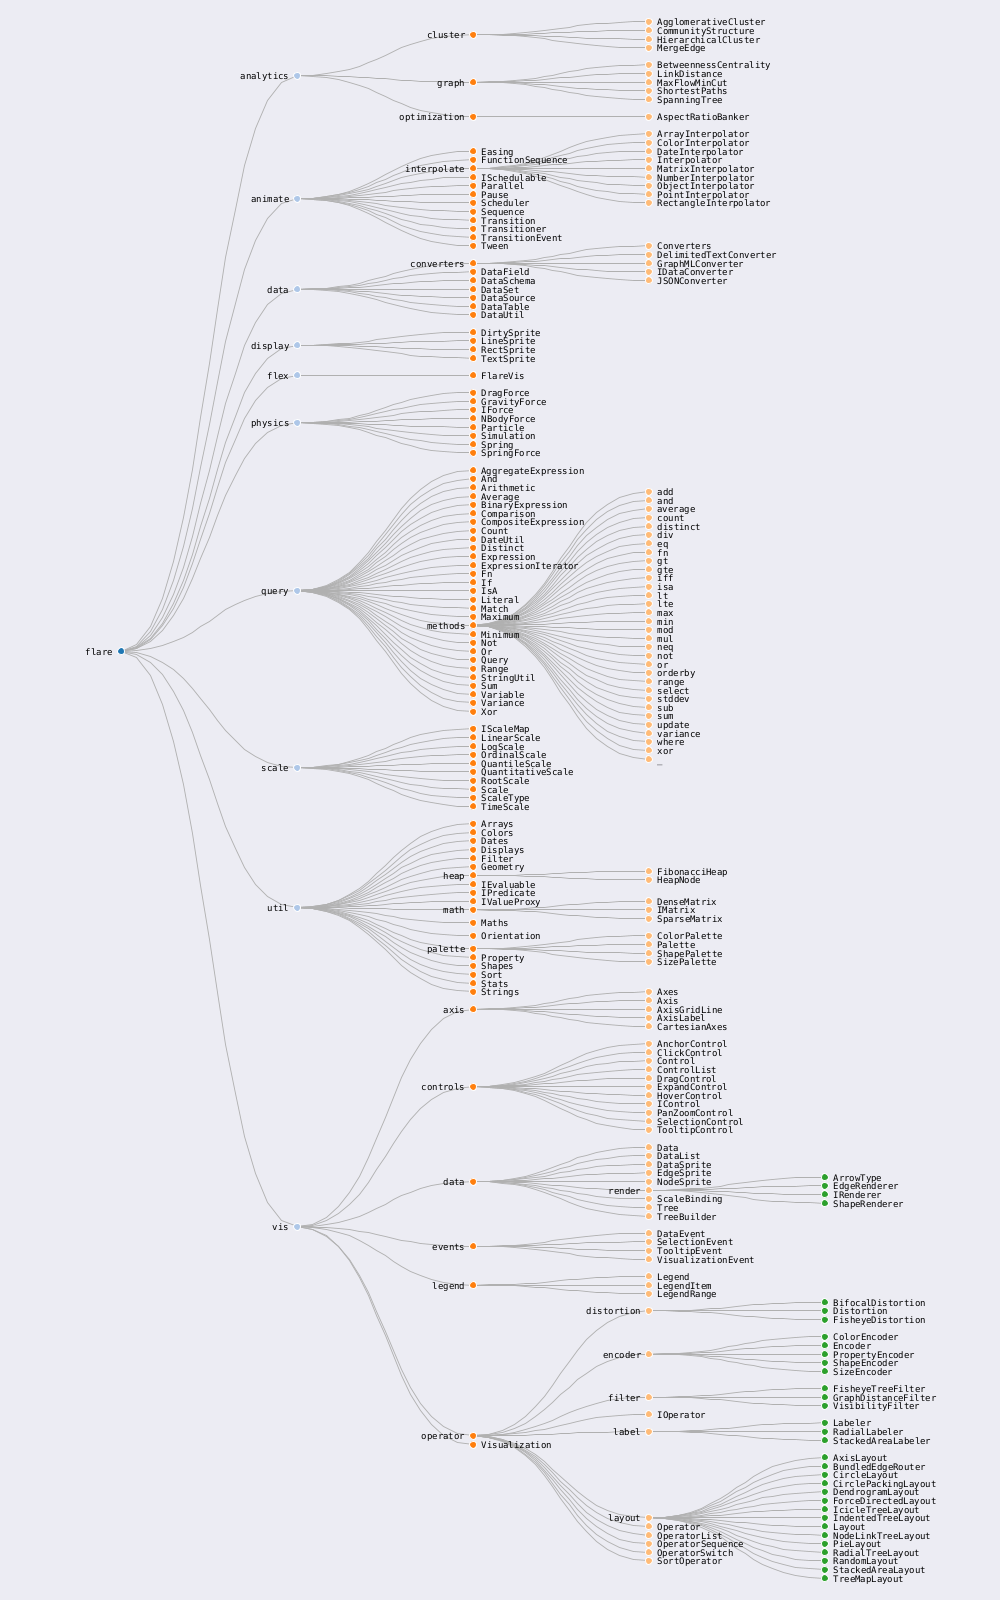 flare
analytics
cluster
AgglomerativeCluster
CommunityStructure
HierarchicalCluster
MergeEdge
graph
BetweennessCentrality
LinkDistance
MaxFlowMinCut
ShortestPaths
SpanningTree
optimization
AspectRatioBanker
animate
Easing
FunctionSequence
interpolate
ArrayInterpolator
ColorInterpolator
DateInterpolator
Interpolator
MatrixInterpolator
NumberInterpolator
ObjectInterpolator
PointInterpolator
RectangleInterpolator
ISchedulable
Parallel
Pause
Scheduler
Sequence
Transition
Transitioner
TransitionEvent
Tween
data
converters
Converters
DelimitedTextConverter
GraphMLConverter
IDataConverter
JSONConverter
DataField
DataSchema
DataSet
DataSource
DataTable
DataUtil
display
DirtySprite
LineSprite
RectSprite
TextSprite
flex
FlareVis
physics
DragForce
GravityForce
IForce
NBodyForce
Particle
Simulation
Spring
SpringForce
query
AggregateExpression
And
Arithmetic
Average
BinaryExpression
Comparison
CompositeExpression
Count
DateUtil
Distinct
Expression
ExpressionIterator
Fn
If
IsA
Literal
Match
Maximum
methods
add
and
average
count
distinct
div
eq
fn
gt
gte
iff
isa
lt
lte
max
min
mod
mul
neq
not
or
orderby
range
select
stddev
sub
sum
update
variance
where
xor
_
Minimum
Not
Or
Query
Range
StringUtil
Sum
Variable
Variance
Xor
scale
IScaleMap
LinearScale
LogScale
OrdinalScale
QuantileScale
QuantitativeScale
RootScale
Scale
ScaleType
TimeScale
util
Arrays
Colors
Dates
Displays
Filter
Geometry
heap
FibonacciHeap
HeapNode
IEvaluable
IPredicate
IValueProxy
math
DenseMatrix
IMatrix
SparseMatrix
Maths
Orientation
palette
ColorPalette
Palette
ShapePalette
SizePalette
Property
Shapes
Sort
Stats
Strings
vis
axis
Axes
Axis
AxisGridLine
AxisLabel
CartesianAxes
controls
AnchorControl
ClickControl
Control
ControlList
DragControl
ExpandControl
HoverControl
IControl
PanZoomControl
SelectionControl
TooltipControl
data
Data
DataList
DataSprite
EdgeSprite
NodeSprite
render
ArrowType
EdgeRenderer
IRenderer
ShapeRenderer
ScaleBinding
Tree
TreeBuilder
events
DataEvent
SelectionEvent
TooltipEvent
VisualizationEvent
legend
Legend
LegendItem
LegendRange
operator
distortion
BifocalDistortion
Distortion
FisheyeDistortion
encoder
ColorEncoder
Encoder
PropertyEncoder
ShapeEncoder
SizeEncoder
filter
FisheyeTreeFilter
GraphDistanceFilter
VisibilityFilter
IOperator
label
Labeler
RadialLabeler
StackedAreaLabeler
layout
AxisLayout
BundledEdgeRouter
CircleLayout
CirclePackingLayout
DendrogramLayout
ForceDirectedLayout
IcicleTreeLayout
IndentedTreeLayout
Layout
NodeLinkTreeLayout
PieLayout
RadialTreeLayout
RandomLayout
StackedAreaLayout
TreeMapLayout
Operator
OperatorList
OperatorSequence
OperatorSwitch
SortOperator
Visualization